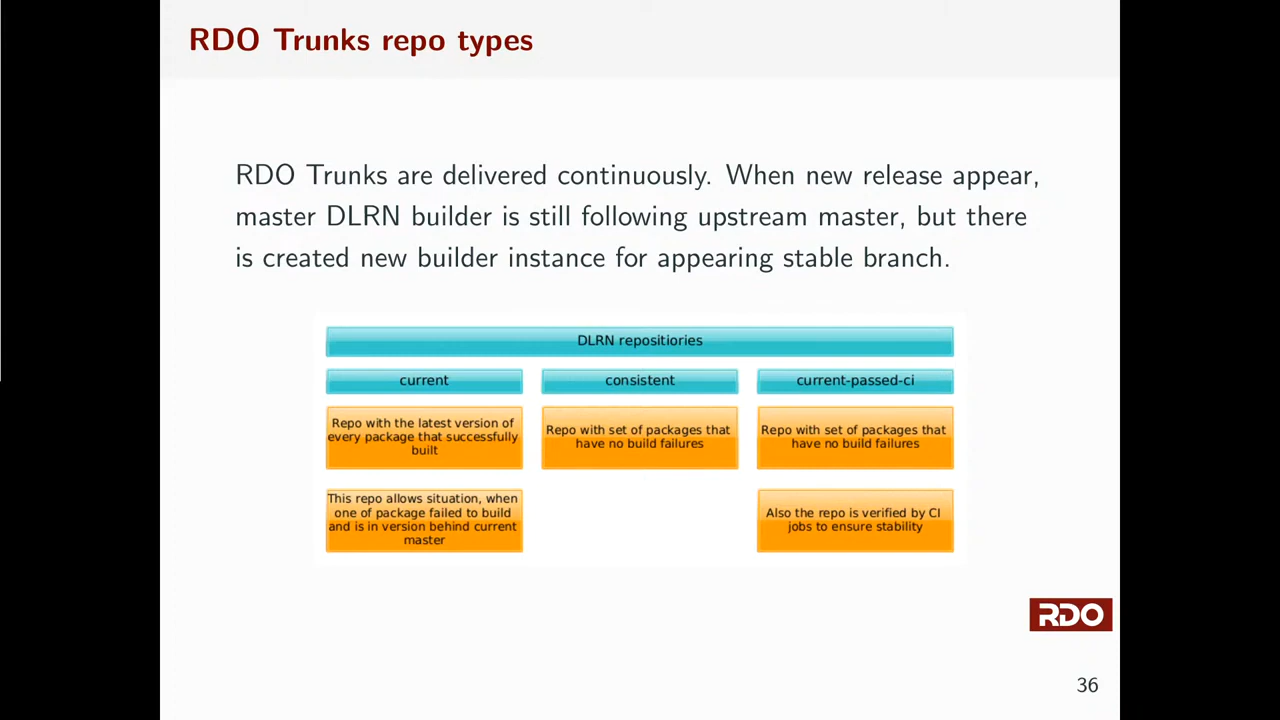 RDO Trunks repo types
RDO Trunks are delivered continuously. When new release appear,
master DLRN builder is still following upstream master, but there
is created new builder instance for appearing stable branch.
DLRN repositiories
current
consistent
current-passed-ci
Repo with the latest version of
every package that successfully
built
Repo with set of packages that
have no build failures
Repo with set of packages that
have no build failures
This repo allows situation, when
one of package failed to build
and is in version behind current
master
Also the repo is verified by CI
jobs to ensure stability
RDO
36